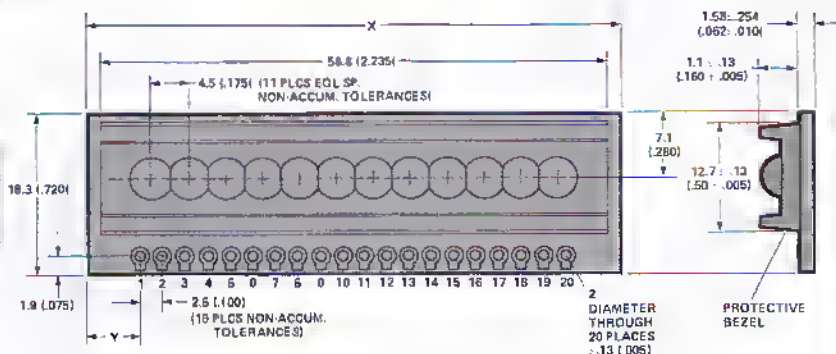 X
58.8 (2.235(
4.5 (.175( (11 PLCS EQL SP.
NON-ACCUM. TOLERANCES(
18.3 (.720(
1.9 (.075)
1 2 3 4 5 0 7 6 0 10 11 12 13 14 15 16 17 18 19 20
2.5 (.100)
(18 PLCS NON-ACCUM.
TOLERANCES)
Y
2
DIAMETER
THROUGH
20 PLACES
.13 (.005)
1.58 .254
(.062 .010(
1.1 .13
(.160 + .005)
7.1
(.280)
12.7 .13
(.50 - .005)
PROTECTIVE
BEZEL